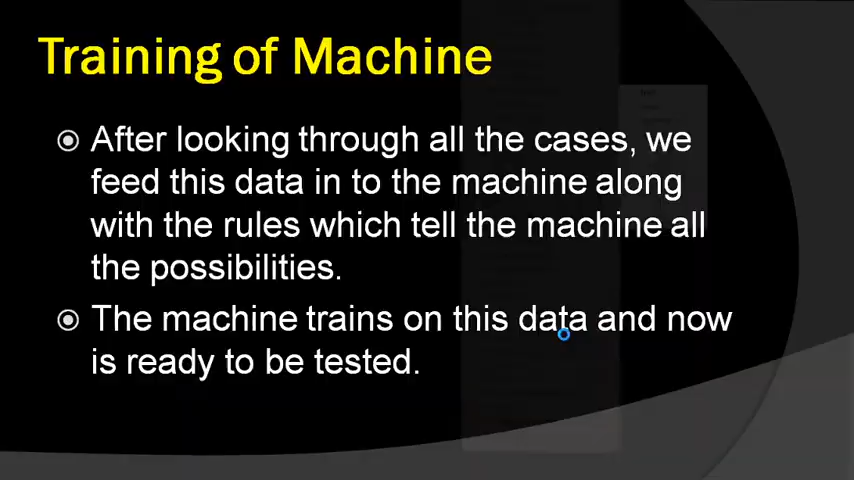 Training of Machine
After looking through all the cases, we
feed this data in to the machine along
with the rules which tell the machine all
the possibilities.
The machine trains on this data and now
is ready to be tested.